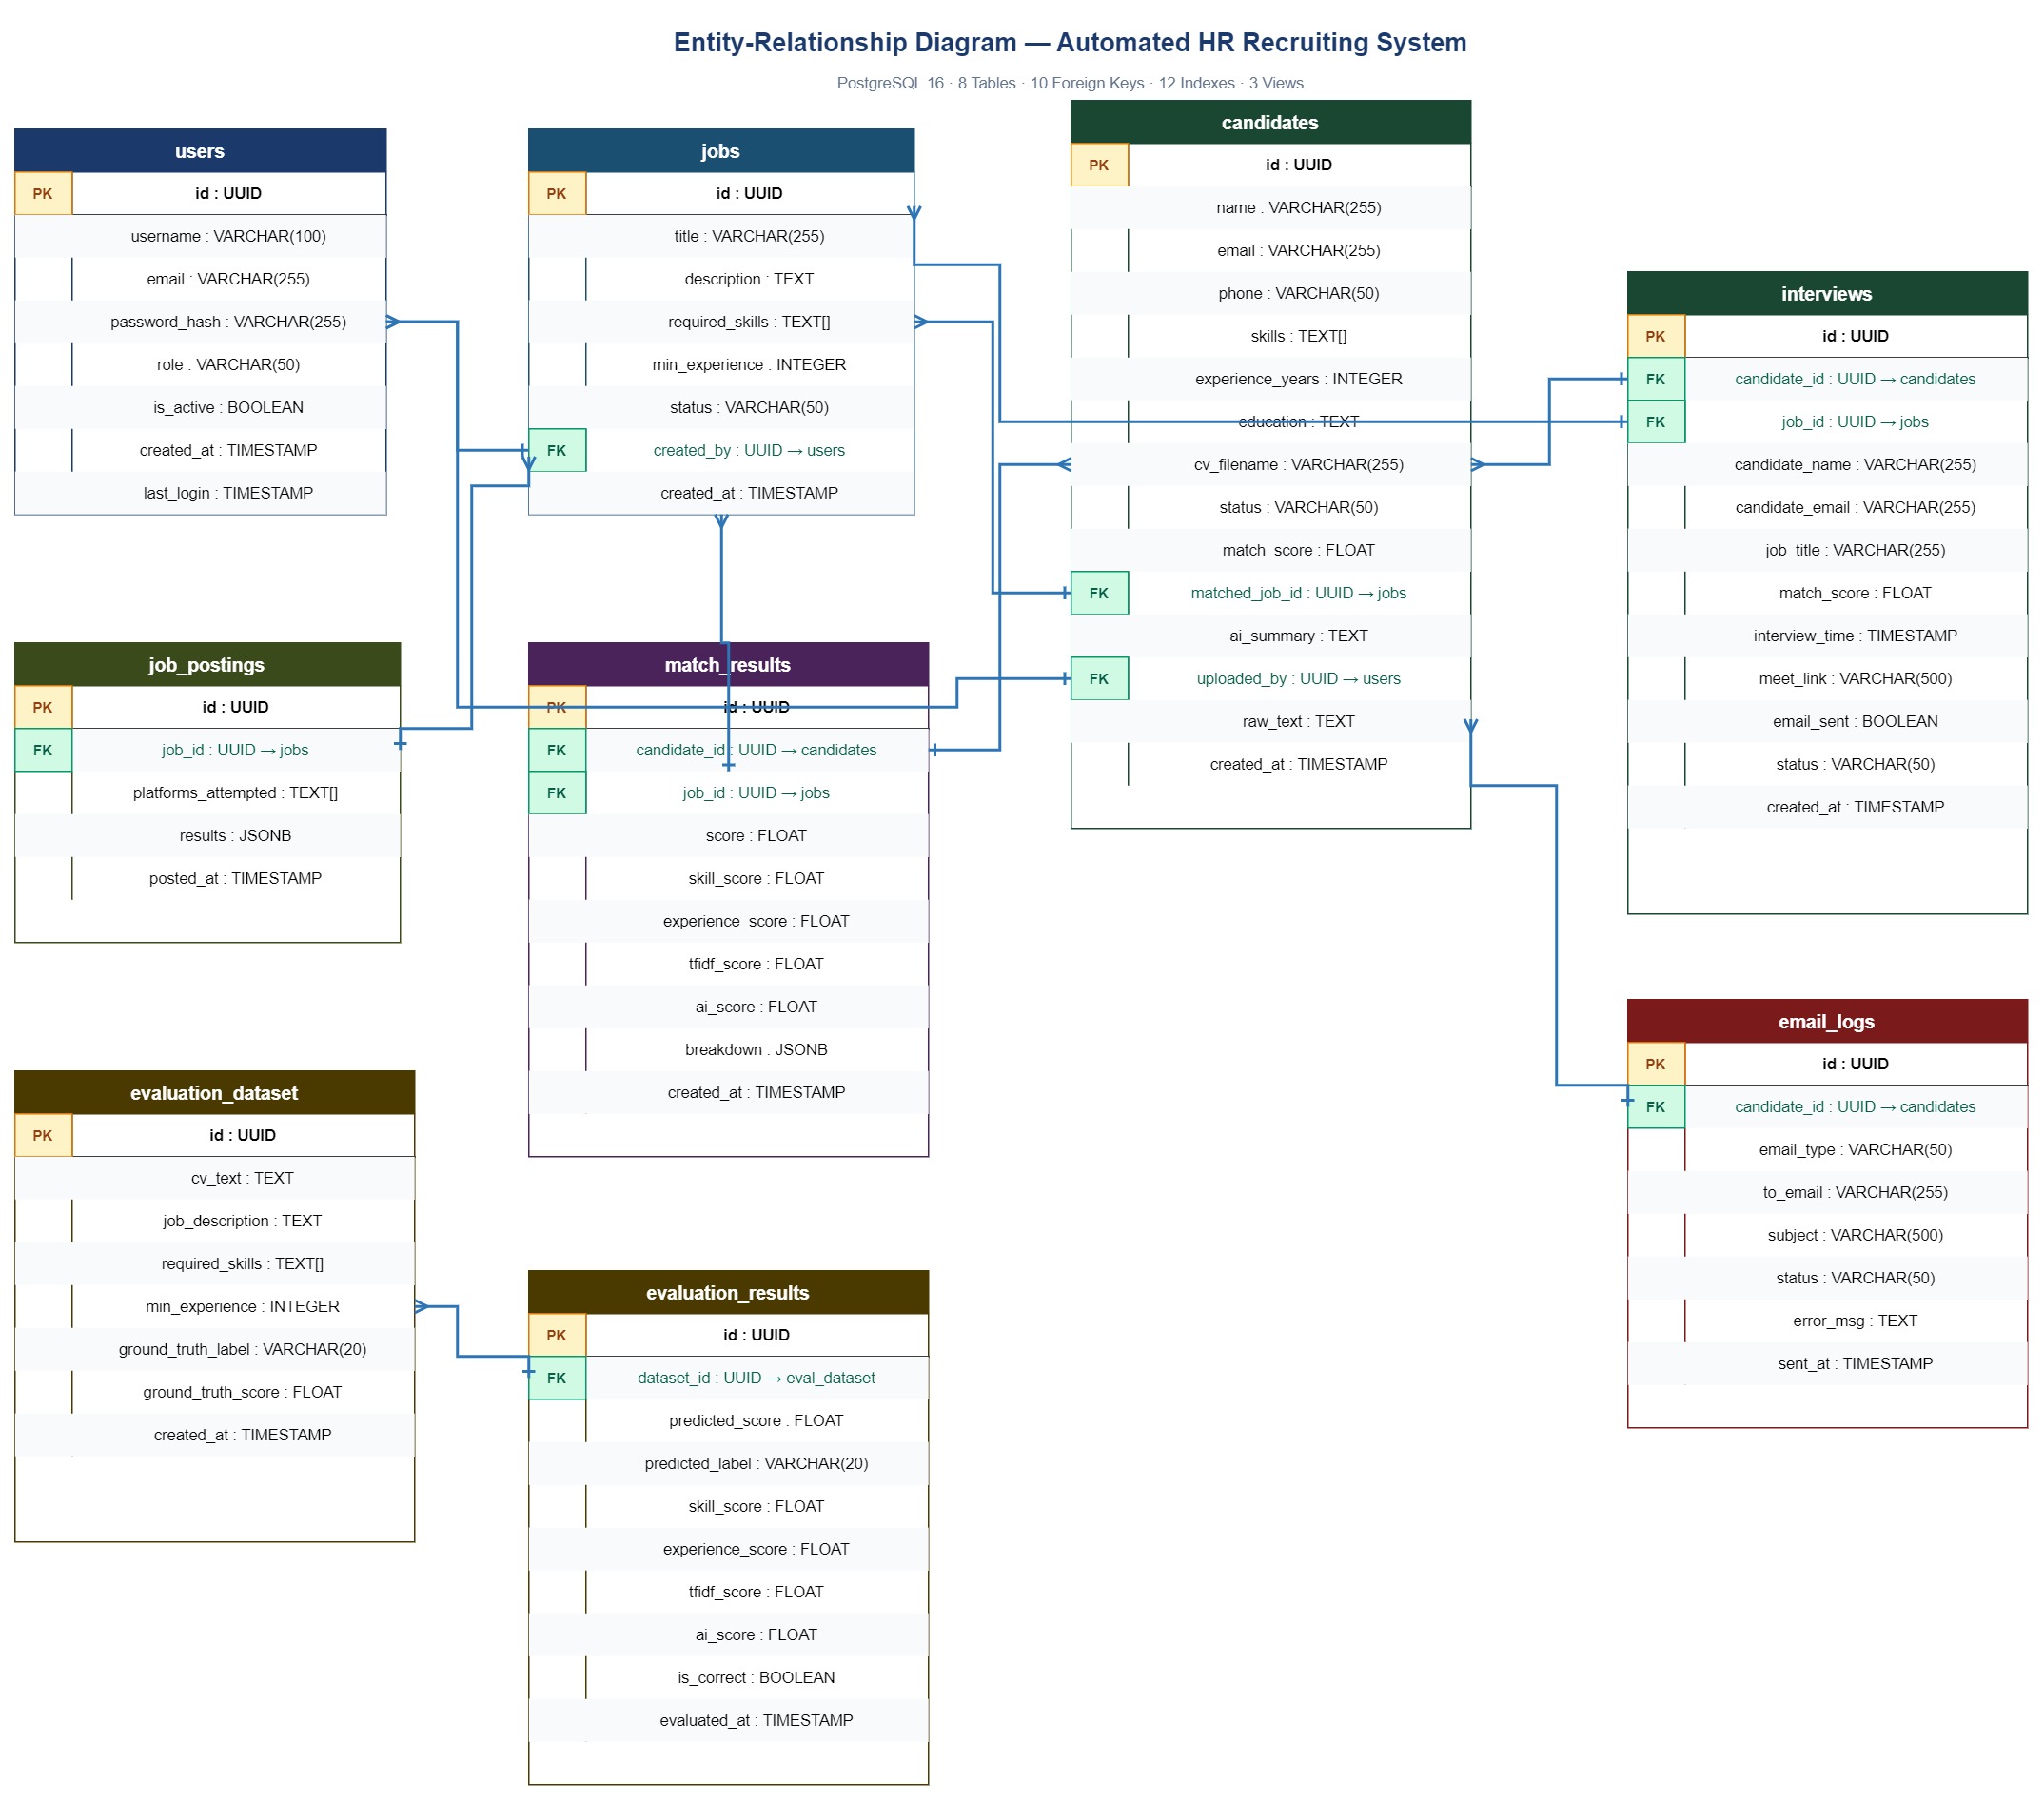 Entity-Relationship Diagram — Automated HR Recruiting System
PostgreSQL 16 · 8 Tables · 10 Foreign Keys · 12 Indexes · 3 Views
users
PK id : UUID
username : VARCHAR(100)
email : VARCHAR(255)
password_hash : VARCHAR(255)
role : VARCHAR(50)
is_active : BOOLEAN
created_at : TIMESTAMP
last_login : TIMESTAMP
jobs
PK id : UUID
title : VARCHAR(255)
description : TEXT
required_skills : TEXT[]
min_experience : INTEGER
status : VARCHAR(50)
FK created_by : UUID → users
created_at : TIMESTAMP
candidates
PK id : UUID
name : VARCHAR(255)
email : VARCHAR(255)
phone : VARCHAR(50)
skills : TEXT[]
experience_years : INTEGER
education : TEXT
cv_filename : VARCHAR(255)
status : VARCHAR(50)
match_score : FLOAT
FK matched_job_id : UUID → jobs
ai_summary : TEXT
FK uploaded_by : UUID → users
raw_text : TEXT
created_at : TIMESTAMP
interviews
PK id : UUID
FK candidate_id : UUID → candidates
FK job_id : UUID → jobs
candidate_name : VARCHAR(255)
candidate_email : VARCHAR(255)
job_title : VARCHAR(255)
match_score : FLOAT
interview_time : TIMESTAMP
meet_link : VARCHAR(500)
email_sent : BOOLEAN
status : VARCHAR(50)
created_at : TIMESTAMP
job_postings
PK id : UUID
FK job_id : UUID → jobs
platforms_attempted : TEXT[]
results : JSONB
posted_at : TIMESTAMP
match_results
PK id : UUID
FK candidate_id : UUID → candidates
FK job_id : UUID → jobs
score : FLOAT
skill_score : FLOAT
experience_score : FLOAT
tfidf_score : FLOAT
ai_score : FLOAT
breakdown : JSONB
created_at : TIMESTAMP
email_logs
PK id : UUID
FK candidate_id : UUID → candidates
email_type : VARCHAR(50)
to_email : VARCHAR(255)
subject : VARCHAR(500)
status : VARCHAR(50)
error_msg : TEXT
sent_at : TIMESTAMP
evaluation_dataset
PK id : UUID
cv_text : TEXT
job_description : TEXT
required_skills : TEXT[]
min_experience : INTEGER
ground_truth_label : VARCHAR(20)
ground_truth_score : FLOAT
created_at : TIMESTAMP
evaluation_results
PK id : UUID
FK dataset_id : UUID → eval_dataset
predicted_score : FLOAT
predicted_label : VARCHAR(20)
skill_score : FLOAT
experience_score : FLOAT
tfidf_score : FLOAT
ai_score : FLOAT
is_correct : BOOLEAN
evaluated_at : TIMESTAMP